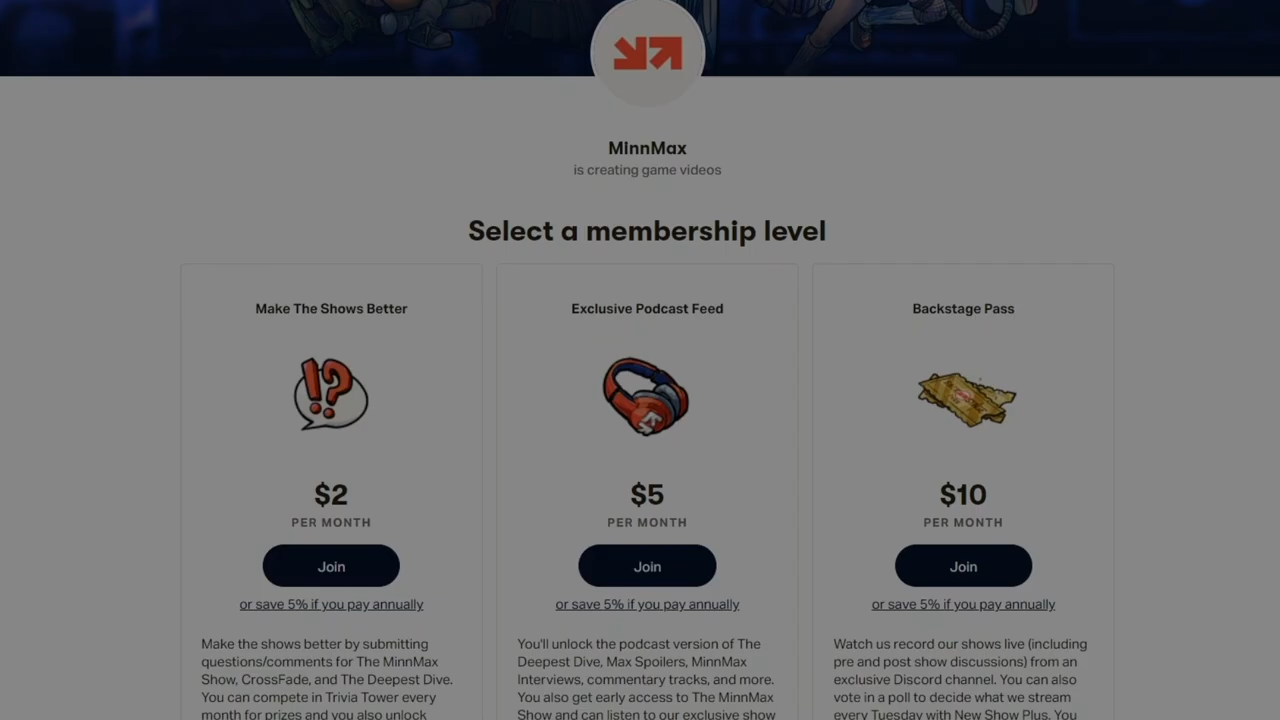 MinnMax
is creating game videos
Select a membership level
Make The Shows Better
Exclusive Podcast Feed
Backstage Pass
$2
PER MONTH
Join
or save 5% if you pay annually
$5
PER MONTH
Join
or save 5% if you pay annually
$10
PER MONTH
Join
or save 5% if you pay annually
Make the shows better by submitting
questions/comments for The MinnMax
Show, CrossFade, and The Deepest Dive.
You can compete in Trivia Tower every
month for prizes and you also unlock
You'll unlock the podcast version of The
Deepest Dive, Max Spoilers, MinnMax
Interviews, commentary tracks, and more.
You also get early access to The MinnMax
Show and can listen to our exclusive show
Watch us record our shows live (including
pre and post show discussions) from an
exclusive Discord channel. You can also
vote in a poll to decide what we stream
every Tuesday with New Show Plus. You